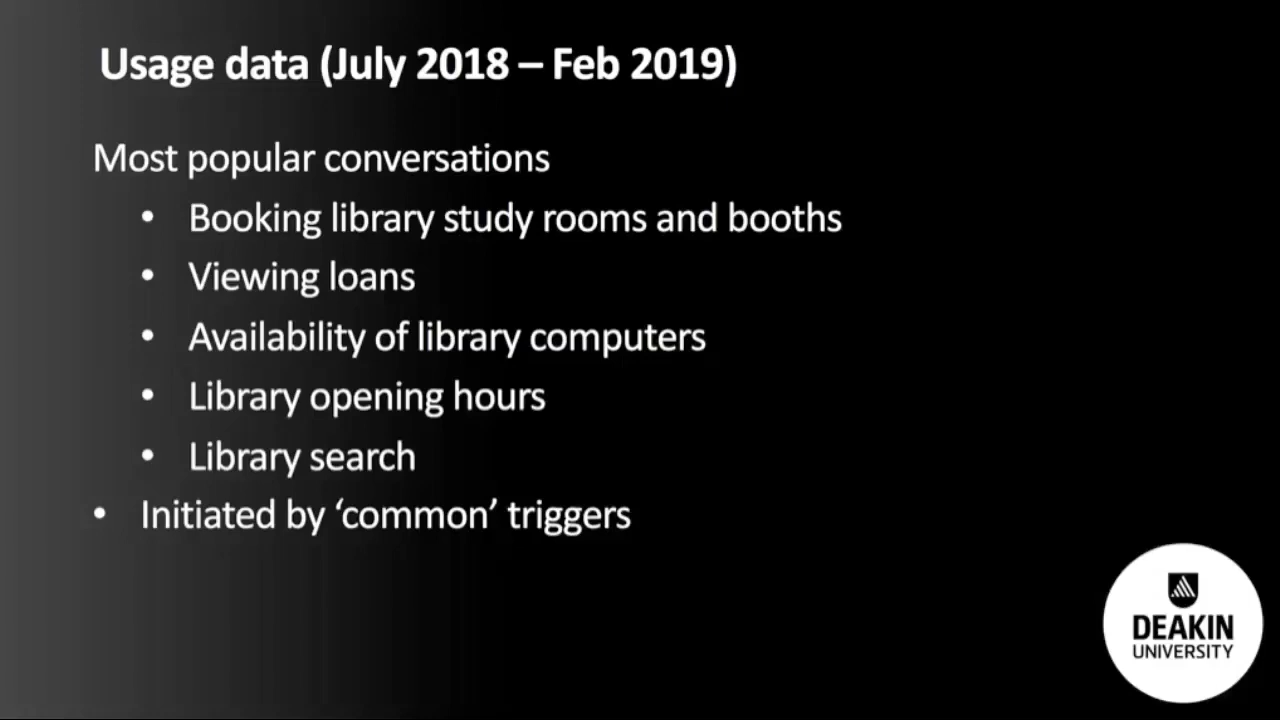 Usage data (July 2018 – Feb 2019)
Most popular conversations
• Booking library study rooms and booths
• Viewing loans
• Availability of library computers
• Library opening hours
• Library search
• Initiated by ‘common’ triggers
DEAKIN
UNIVERSITY